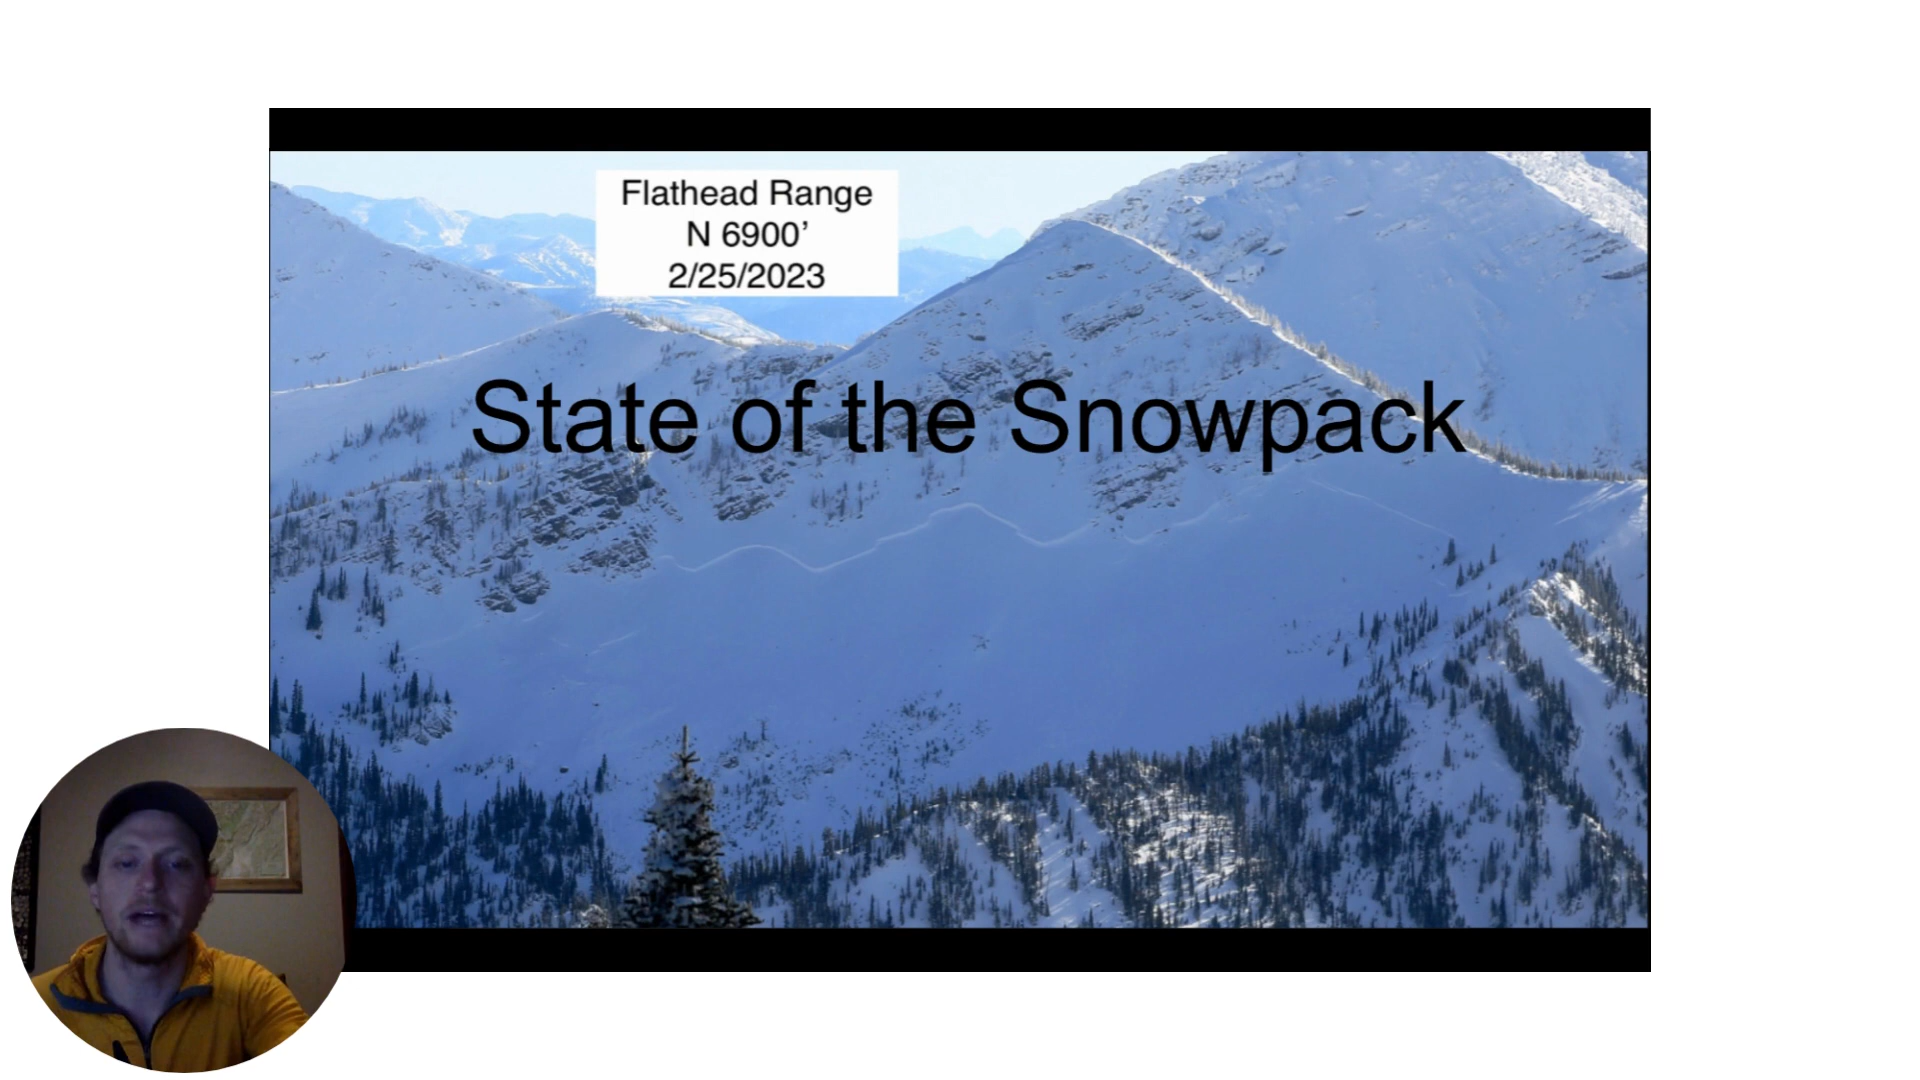 Flathead Range
N 6900’
2/25/2023
State of the Snowpack